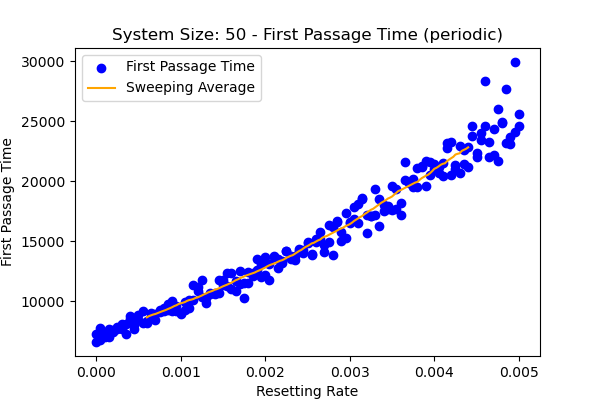 System Size: 50 - First Passage Time (periodic)
First Passage Time
Sweeping Average
First Passage Time
30000
25000
20000
15000
10000
0.000 0.001 0.002 0.003 0.004 0.005
Resetting Rate